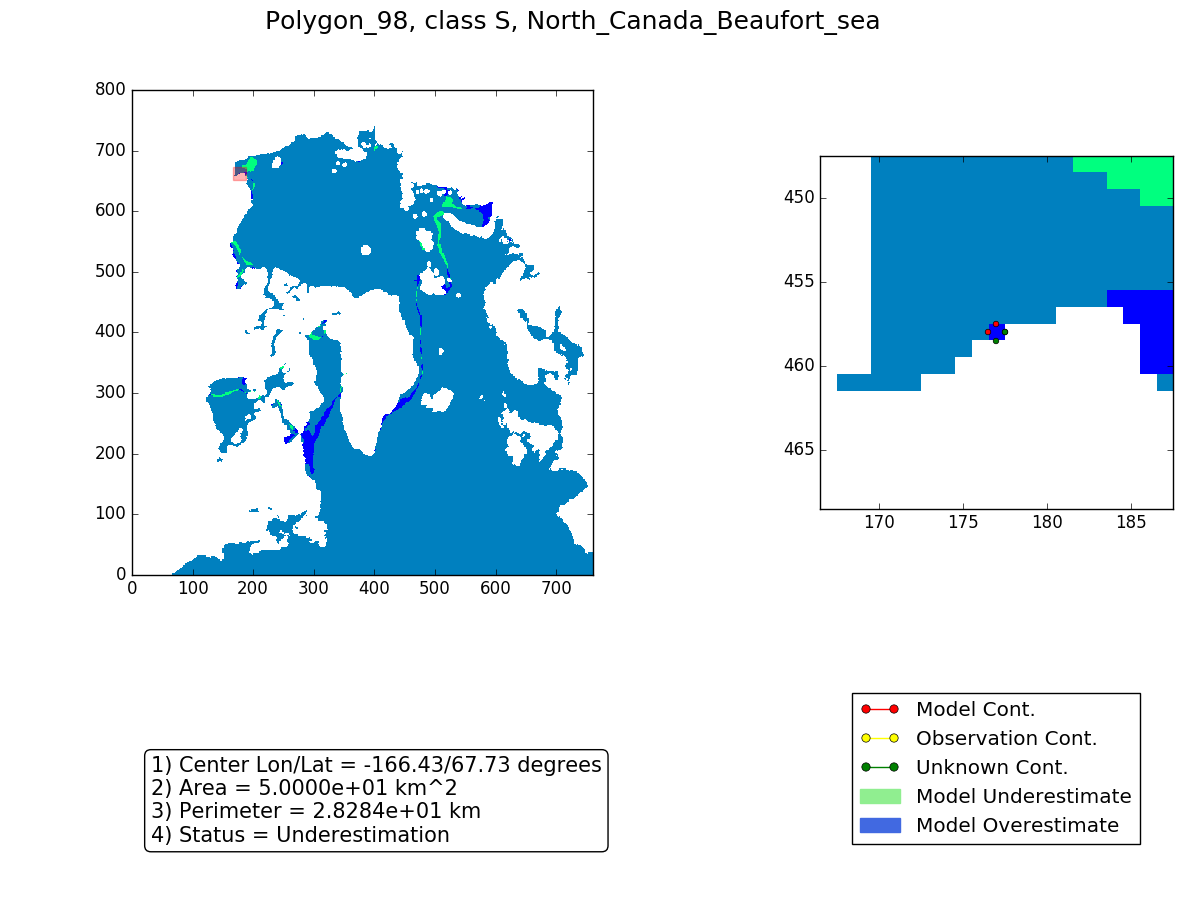 Polygon_98, class S, North_Canada_Beaufort_sea
800
700
600
500
400
300
200
100
0
0 100 200 300 400 500 600 700
450
455
460
465
170 175 180 185
1) Center Lon/Lat = -166.43/67.73 degrees
2) Area = 5.0000e+01 km^2
3) Perimeter = 2.8284e+01 km
4) Status = Underestimation
Model Cont.
Observation Cont.
Unknown Cont.
Model Underestimate
Model Overestimate